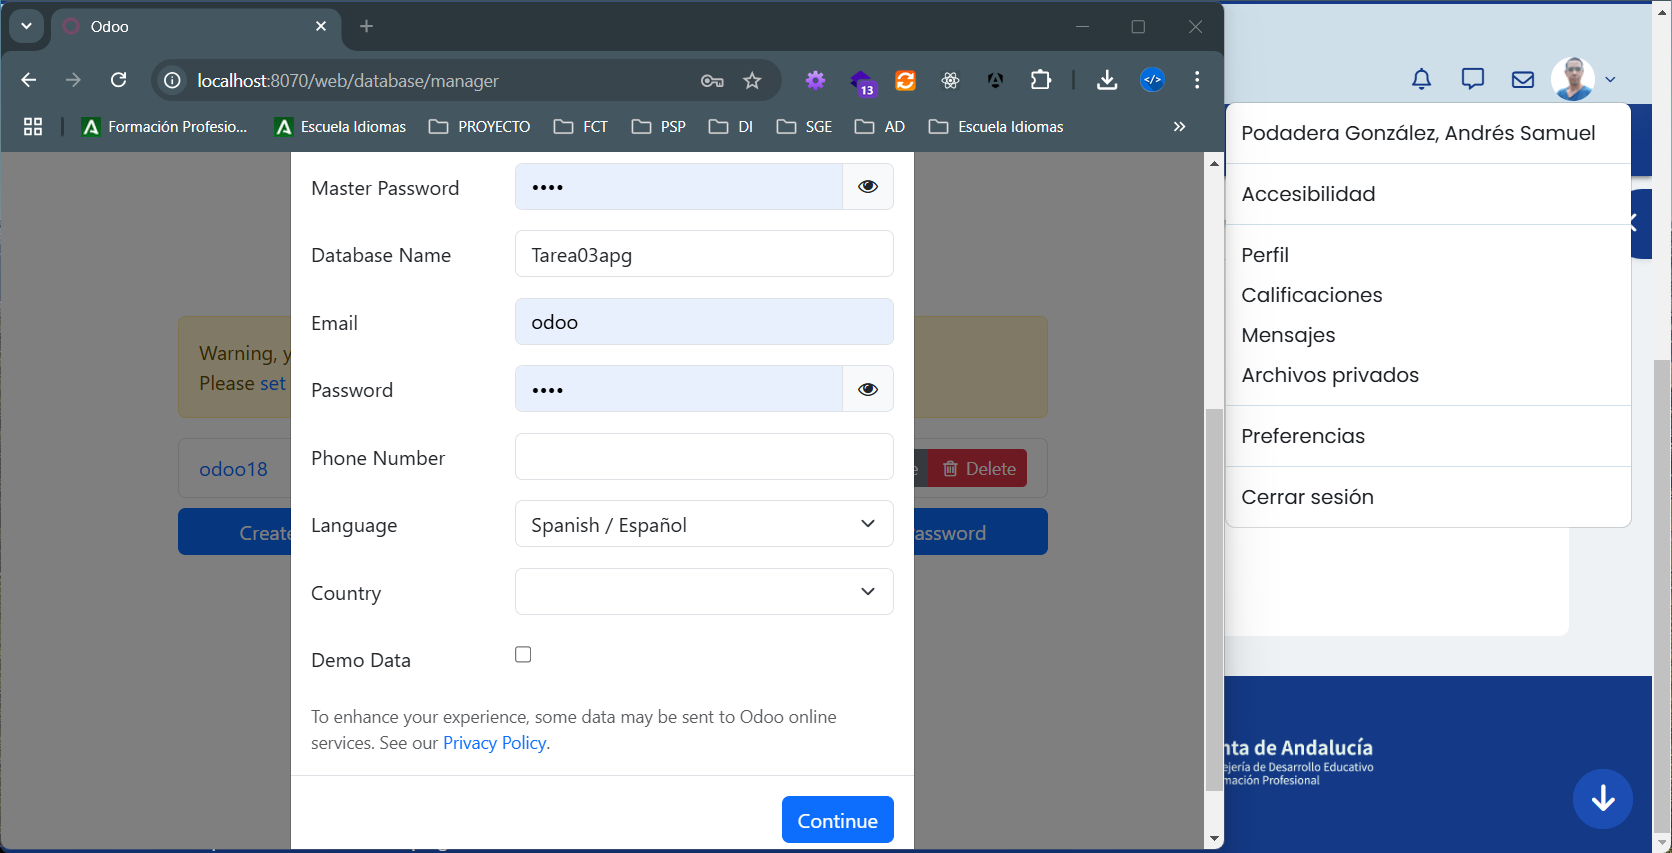 Odoo
localhost:8070/web/database/manager
13
Formación Profesio...
Escuela Idiomas
PROYECTO
FCT
PSP
DI
SGE
AD
Escuela Idiomas
Master Password
Database Name
Tarea03apg
Email
odoo
Password
Phone Number
Language
Spanish / Español
Country
Demo Data
To enhance your experience, some data may be sent to Odoo online
services. See our Privacy Policy.
Continue
Warning, y
Please set
odoo18
e
Delete
Create
assword
Podadera González, Andrés Samuel
Accesibilidad
Perfil
Calificaciones
Mensajes
Archivos privados
Preferencias
Cerrar sesión
nta de Andalucía
ejería de Desarrollo Educativo
mación Profesional